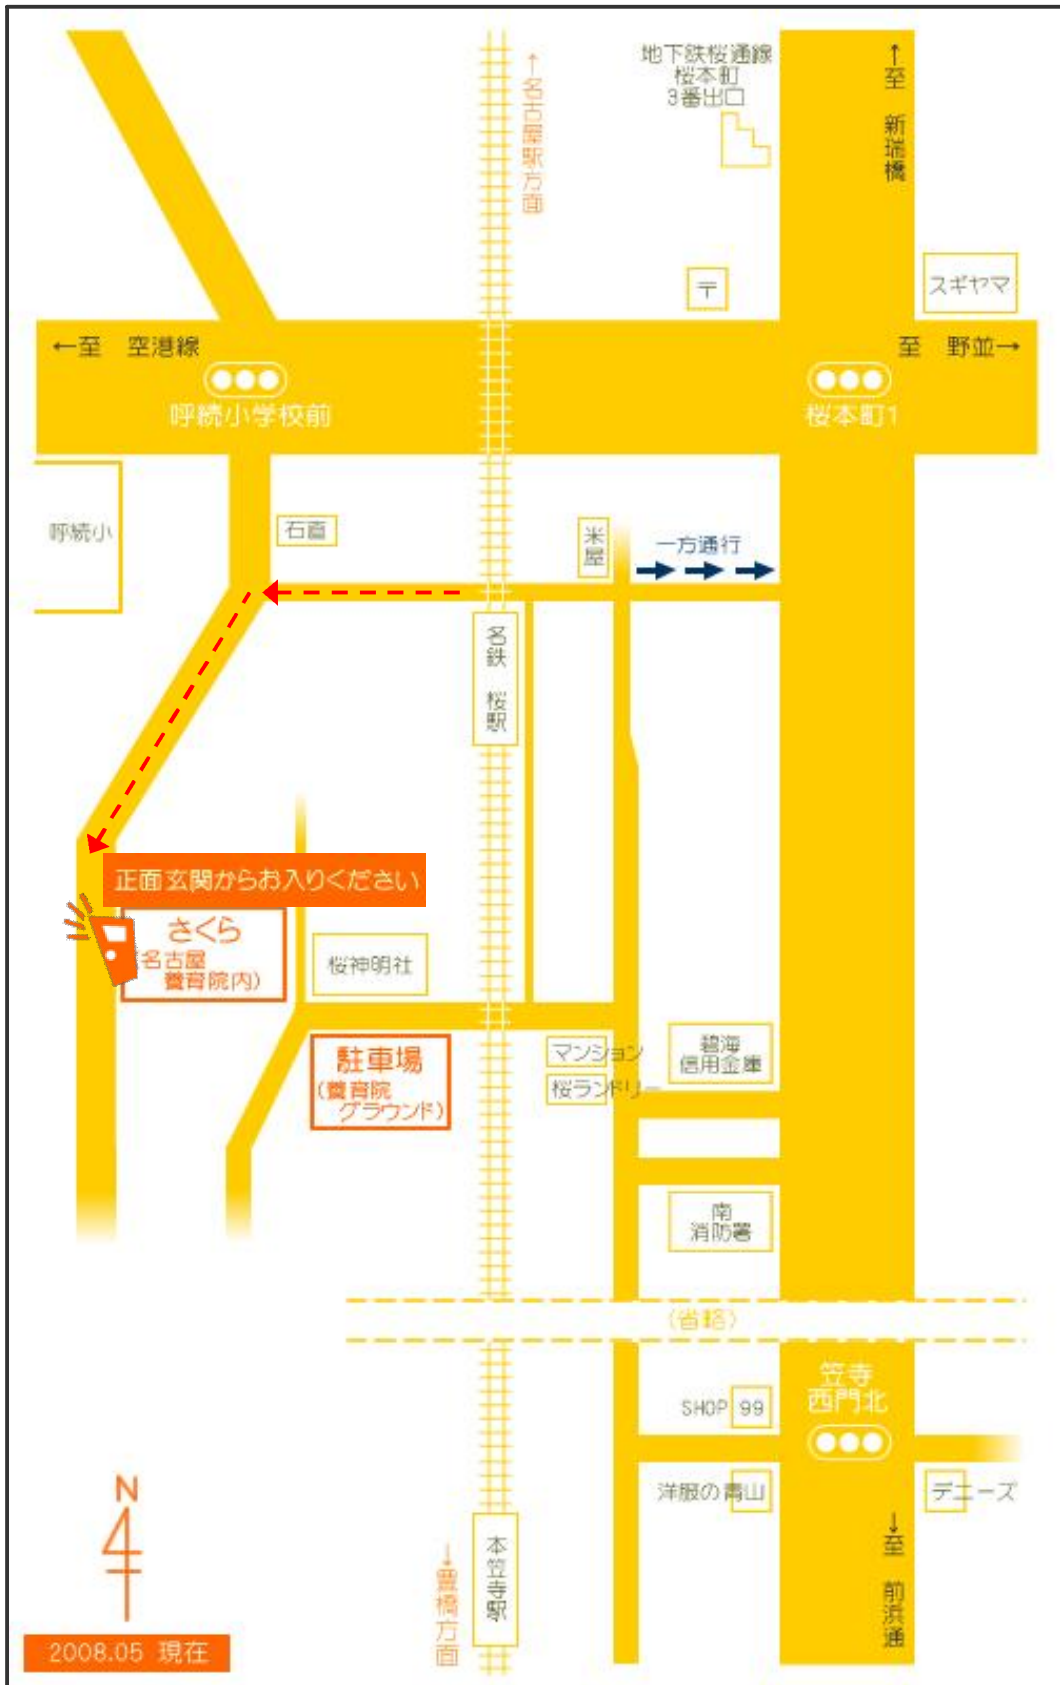 地下鉄桜通線
桜本町
3番出口
↑至 新瑞橋
↑名古屋駅方面
〒
スギヤマ
←至 空港線
至 野並→
呼続小学校前
桜本町1
呼続小
石直
米屋
一方通行
名鉄 桜駅
正面玄関からお入りください
さくら
(名古屋
養育院内)
桜神明社
駐車場
(養育院
グラウンド)
マンション
桜ランドリー
碧海
信用金庫
南
消防署
(省略)
笠寺
西門北
SHOP 99
洋服の青山
デニーズ
N
本笠寺駅
↓豊橋方面
↓至 前浜通
2008.05 現在